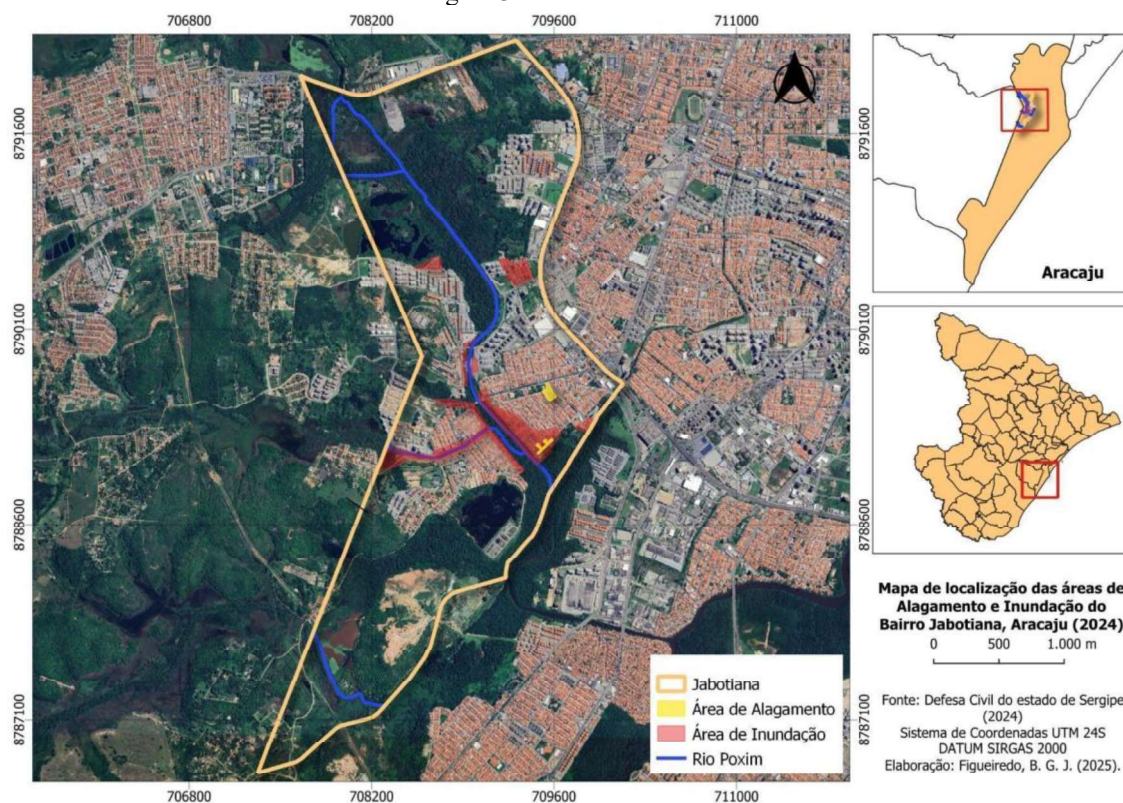 706800 708200 709600 711000
8791600 8791600
8790100 8790100
8788600 8788600
8787100 8787100
706800 708200 709600 711000
Jabotiana
Área de Alagamento
Área de Inundação
Rio Poxim
Aracaju
Mapa de localização das áreas de
Alagamento e Inundação do
Bairro Jabotiana, Aracaju (2024)
0 500 1.000 m
Fonte: Defesa Civil do estado de Sergipe
(2024)
Sistema de Coordenadas UTM 24S
DATUM SIRGAS 2000
Elaboração: Figueiredo, B. G. J. (2025).